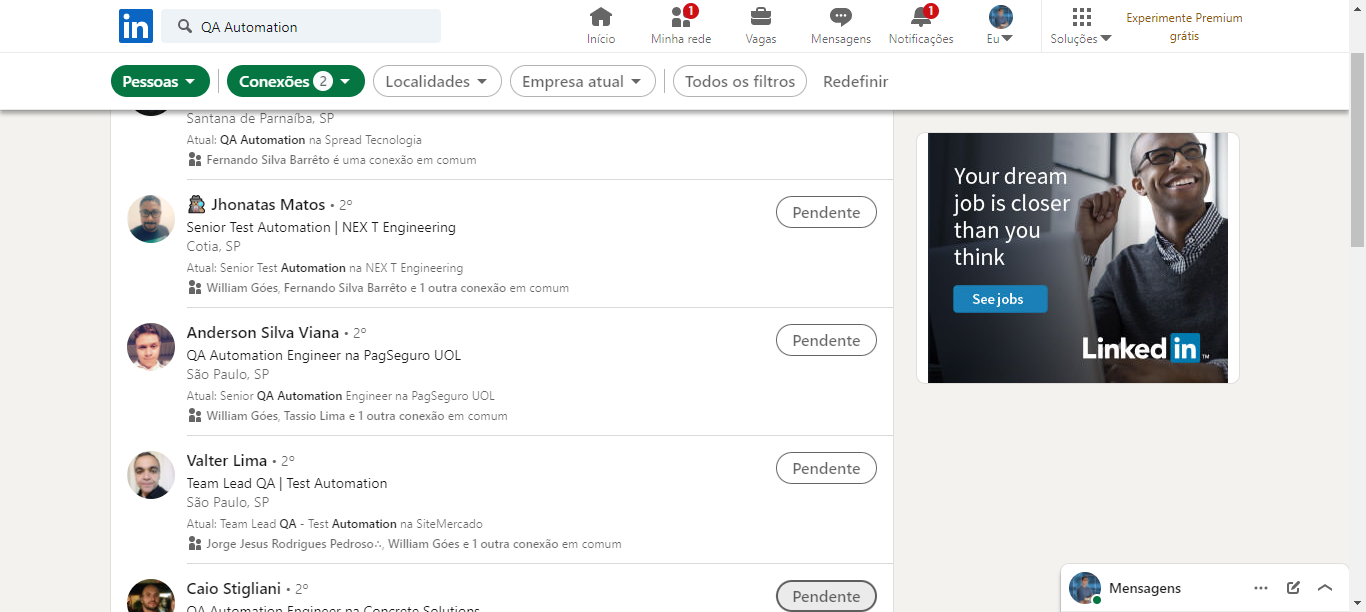 in
QA Automation
Início
1
Minha rede
Vagas
Mensagens
1
Notificações
Eu
Soluções
Experimente Premium
grátis
Pessoas
Conexões 2
Localidades
Empresa atual
Todos os filtros
Redefinir
Santana de Parnaíba, SP
Atual: QA Automation na Spread Tecnologia
Fernando Silva Barrêto é uma conexão em comum
Jhonatas Matos • 2º
Pendente
Senior Test Automation | NEX T Engineering
Cotia, SP
Atual: Senior Test Automation na NEX T Engineering
William Góes, Fernando Silva Barrêto e 1 outra conexão em comum
Anderson Silva Viana • 2º
Pendente
QA Automation Engineer na PagSeguro UOL
São Paulo, SP
Atual: Senior QA Automation Engineer na PagSeguro UOL
William Góes, Tassio Lima e 1 outra conexão em comum
Valter Lima • 2º
Pendente
Team Lead QA | Test Automation
São Paulo, SP
Atual: Team Lead QA - Test Automation na SiteMercado
Jorge Jesus Rodrigues Pedroso∴, William Góes e 1 outra conexão em comum
Caio Stigliani • 2º
Pendente
QA Automation Engineer na Concrete Solutions
Your dream
job is closer
than you
think
See jobs
Linked in ™
Mensagens